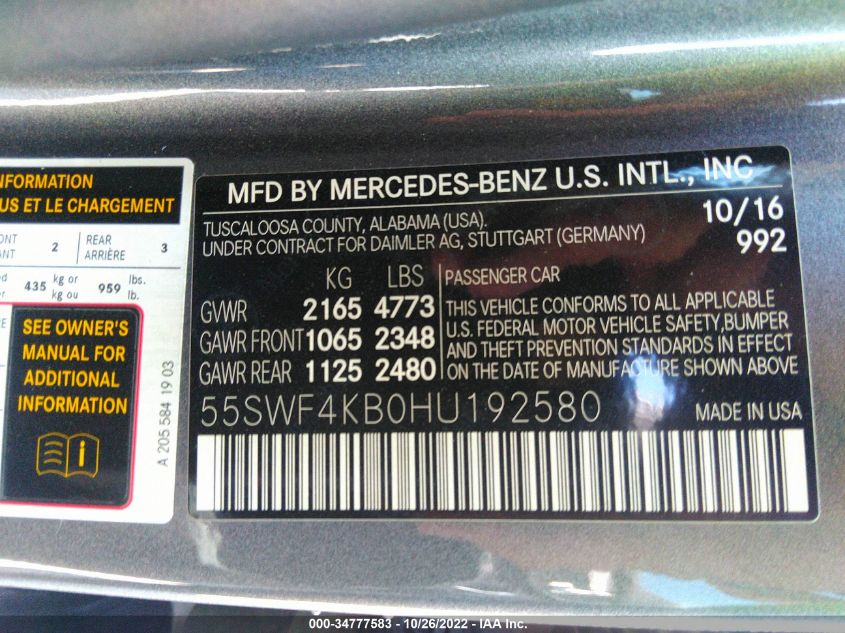 NFORMATION
US ET LE CHARGEMENT
2 REAR ARRIÈRE 3
435 kg or kg ou 959 lbs. lb.
SEE OWNER'S
MANUAL FOR
ADDITIONAL
INFORMATION
A 205 584 19 03
MFD BY MERCEDES-BENZ U.S. INTL., INC
TUSCALOOSA COUNTY, ALABAMA (USA). 10/16
UNDER CONTRACT FOR DAIMLER AG, STUTTGART (GERMANY) 992
KG LBS PASSENGER CAR
GVWR 2165 4773 THIS VEHICLE CONFORMS TO ALL APPLICABLE
GAWR FRONT 1065 2348 U.S. FEDERAL MOTOR VEHICLE SAFETY,BUMPER
AND THEFT PREVENTION STANDARDS IN EFFECT
GAWR REAR 1125 2480 ON THE DATE OF MANUFACTURE SHOWN ABOVE
55SWF4KB0HU192580 MADE IN USA
000-34777583 - 10/26/2022 - IAA Inc.